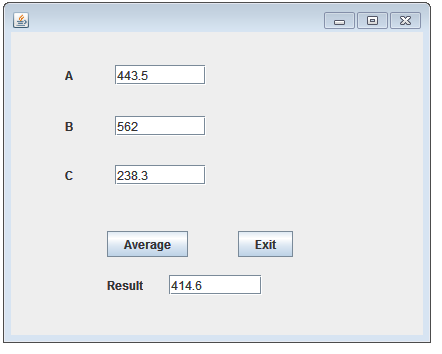 A 443.5
B 562
C 238.3
Average Exit
Result 414.6